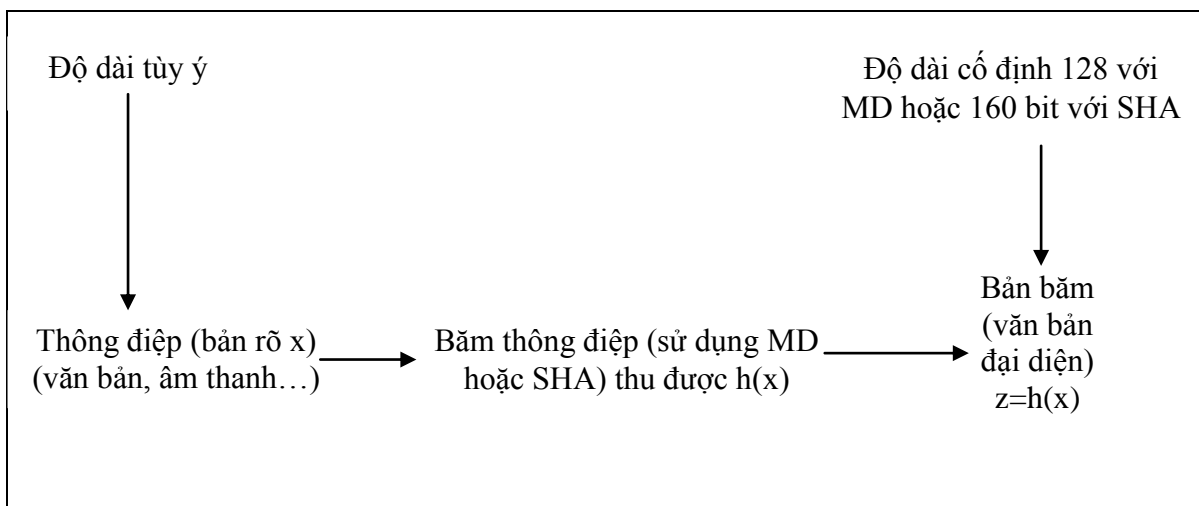 Độ dài tùy ý
Độ dài cố định 128 với
MD hoặc 160 bit với SHA
Thông điệp (bản rõ x)
(văn bản, âm thanh…)
Băm thông điệp (sử dụng MD
hoặc SHA) thu được h(x)
Bản băm
(văn bản
đại diện)
z=h(x)